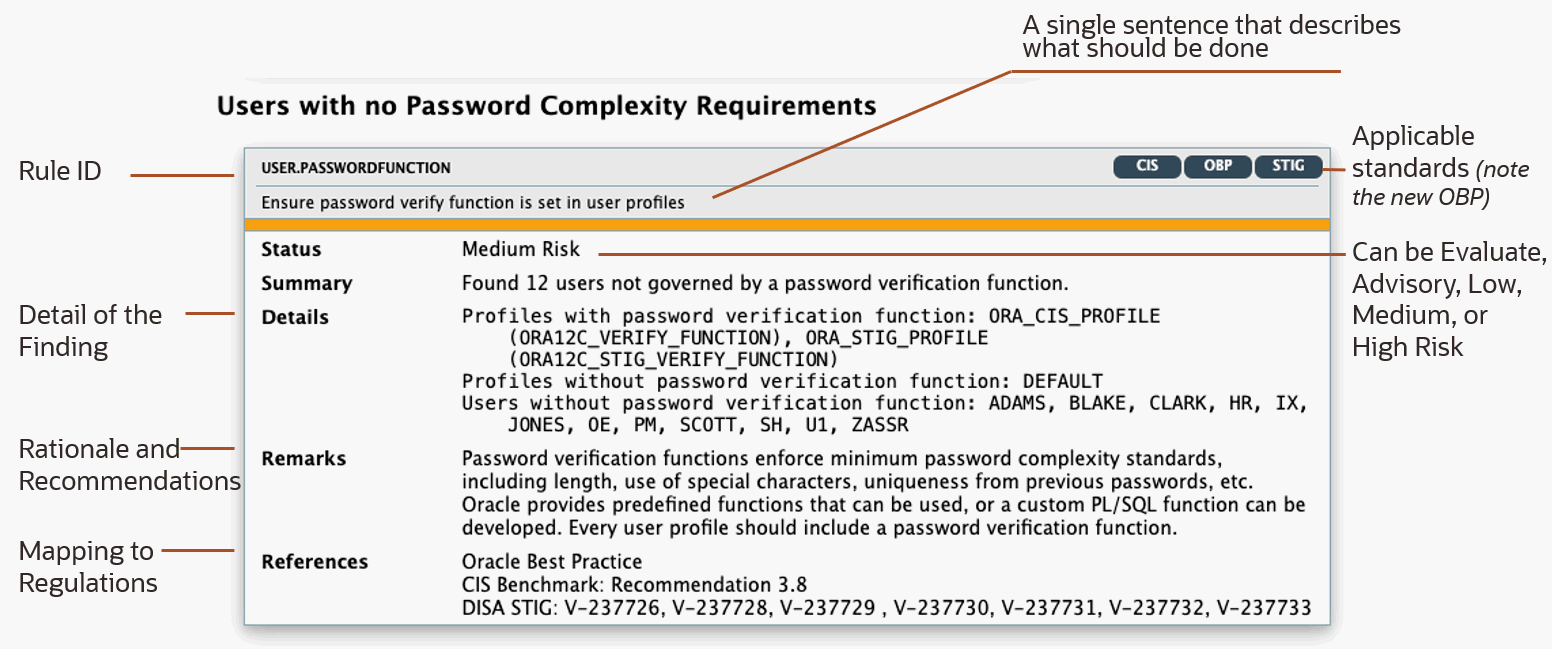 A single sentence that describes
what should be done
Users with no Password Complexity Requirements
Rule ID
USER.PASSWORDFUNCTION
CIS OBP STIG
Applicable
standards (note
the new OBP)
Ensure password verify function is set in user profiles
Status Medium Risk
Can be Evaluate,
Advisory, Low,
Medium, or
High Risk
Summary Found 12 users not governed by a password verification function.
Detail of the
Finding
Details Profiles with password verification function: ORA_CIS_PROFILE
(ORA12C_VERIFY_FUNCTION), ORA_STIG_PROFILE
(ORA12C_STIG_VERIFY_FUNCTION)
Profiles without password verification function: DEFAULT
Users without password verification function: ADAMS, BLAKE, CLARK, HR, IX,
JONES, OE, PM, SCOTT, SH, U1, ZASSR
Rationale and
Recommendations
Remarks Password verification functions enforce minimum password complexity standards,
including length, use of special characters, uniqueness from previous passwords, etc.
Oracle provides predefined functions that can be used, or a custom PL/SQL function can be
developed. Every user profile should include a password verification function.
Mapping to
Regulations
References Oracle Best Practice
CIS Benchmark: Recommendation 3.8
DISA STIG: V-237726, V-237728, V-237729 , V-237730, V-237731, V-237732, V-237733